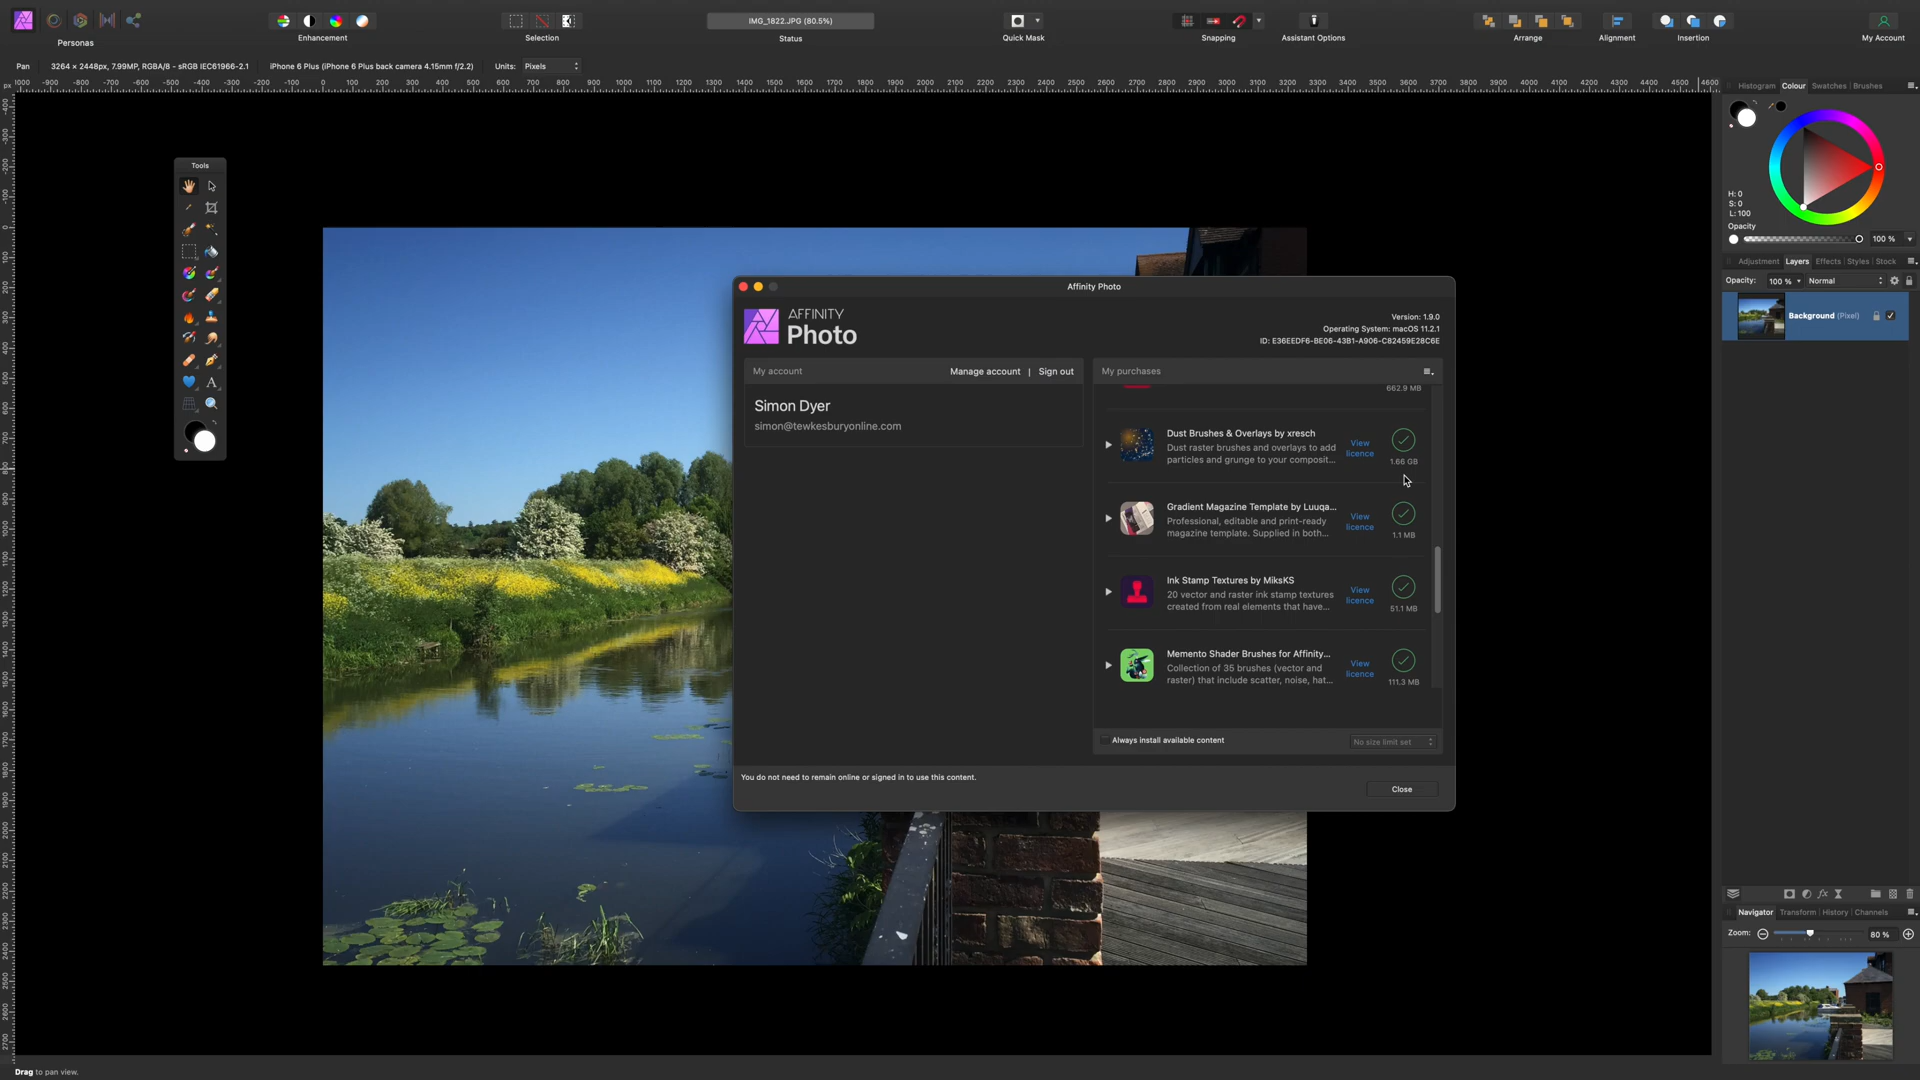 IMG_1822.JPG (80.5%)
Personas
Enhancement
Selection
Status
Quick Mask
Snapping
Assistant Options
Arrange
Alignment
Insertion
My Account
Pan
3264 × 2448px, 7.99MP, RGBA/8 - sRGB IEC61966-2.1
iPhone 6 Plus (iPhone 6 Plus back camera 4.15mm f/2.2)
Units:
Pixels
px
Histogram
Colour
Swatches
Brushes
H: 0
S: 0
L: 100
Opacity
100 %
Adjustment
Layers
Effects
Styles
Stock
Opacity:
100 %
Normal
Background (Pixel)
Tools
A
Affinity Photo
AFFINITY
Photo
Version: 1.9.0
Operating System: macOS 11.2.1
ID: E36EEDF6-BE06-43B1-A906-C82459E28C6E
My account
Manage account | Sign out
Simon Dyer
simon@tewkesburyonline.com
My purchases
662.9 MB
Dust Brushes & Overlays by xresch
Dust raster brushes and overlays to add
particles and grunge to your composit...
View
licence
1.66 GB
Gradient Magazine Template by Luuqa...
Professional, editable and print-ready
magazine template. Supplied in both...
View
licence
1.1 MB
Ink Stamp Textures by MiksKS
20 vector and raster ink stamp textures
created from real elements that have...
View
licence
51.1 MB
Memento Shader Brushes for Affinity...
Collection of 35 brushes (vector and
raster) that include scatter, noise, hat...
View
licence
111.3 MB
Always install available content
No size limit set
You do not need to remain online or signed in to use this content.
Close
Navigator
Transform
History
Channels
Zoom:
80 %
Drag to pan view.